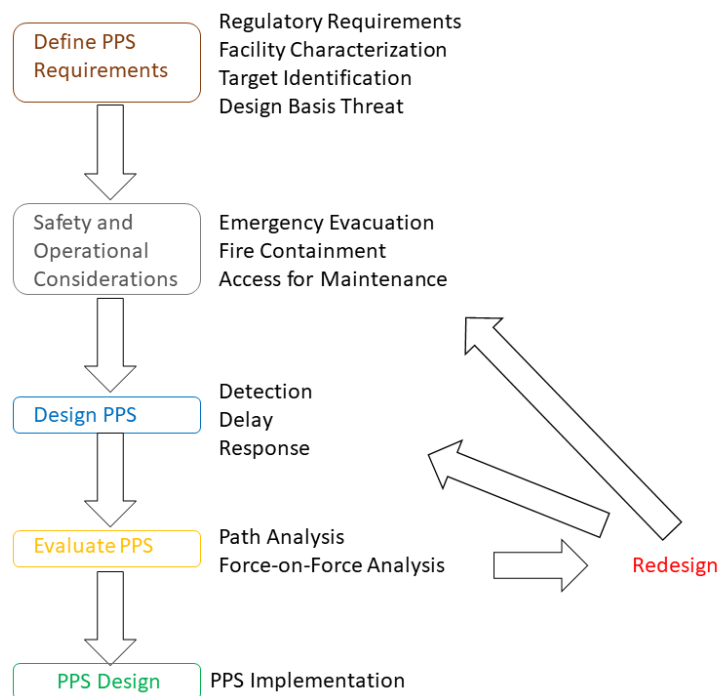 Define PPS
Requirements
Regulatory Requirements
Facility Characterization
Target Identification
Design Basis Threat
Safety and
Operational
Considerations
Emergency Evacuation
Fire Containment
Access for Maintenance
Design PPS
Detection
Delay
Response
Evaluate PPS
Path Analysis
Force-on-Force Analysis
Redesign
PPS Design
PPS Implementation